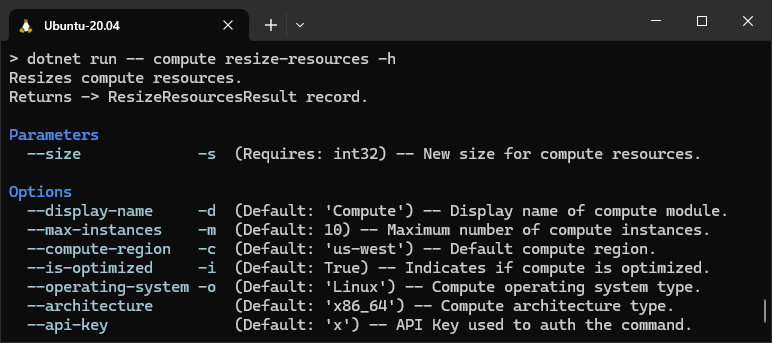 Ubuntu-20.04
> dotnet run -- compute resize-resources -h
Resizes compute resources.
Returns -> ResizeResourcesResult record.
Parameters
--size -s (Requires: int32) -- New size for compute resources.
Options
--display-name -d (Default: 'Compute') -- Display name of compute module.
--max-instances -m (Default: 10) -- Maximum number of compute instances.
--compute-region -c (Default: 'us-west') -- Default compute region.
--is-optimized -i (Default: True) -- Indicates if compute is optimized.
--operating-system -o (Default: 'Linux') -- Compute operating system type.
--architecture (Default: 'x86_64') -- Compute architecture type.
--api-key (Default: 'x') -- API Key used to auth the command.